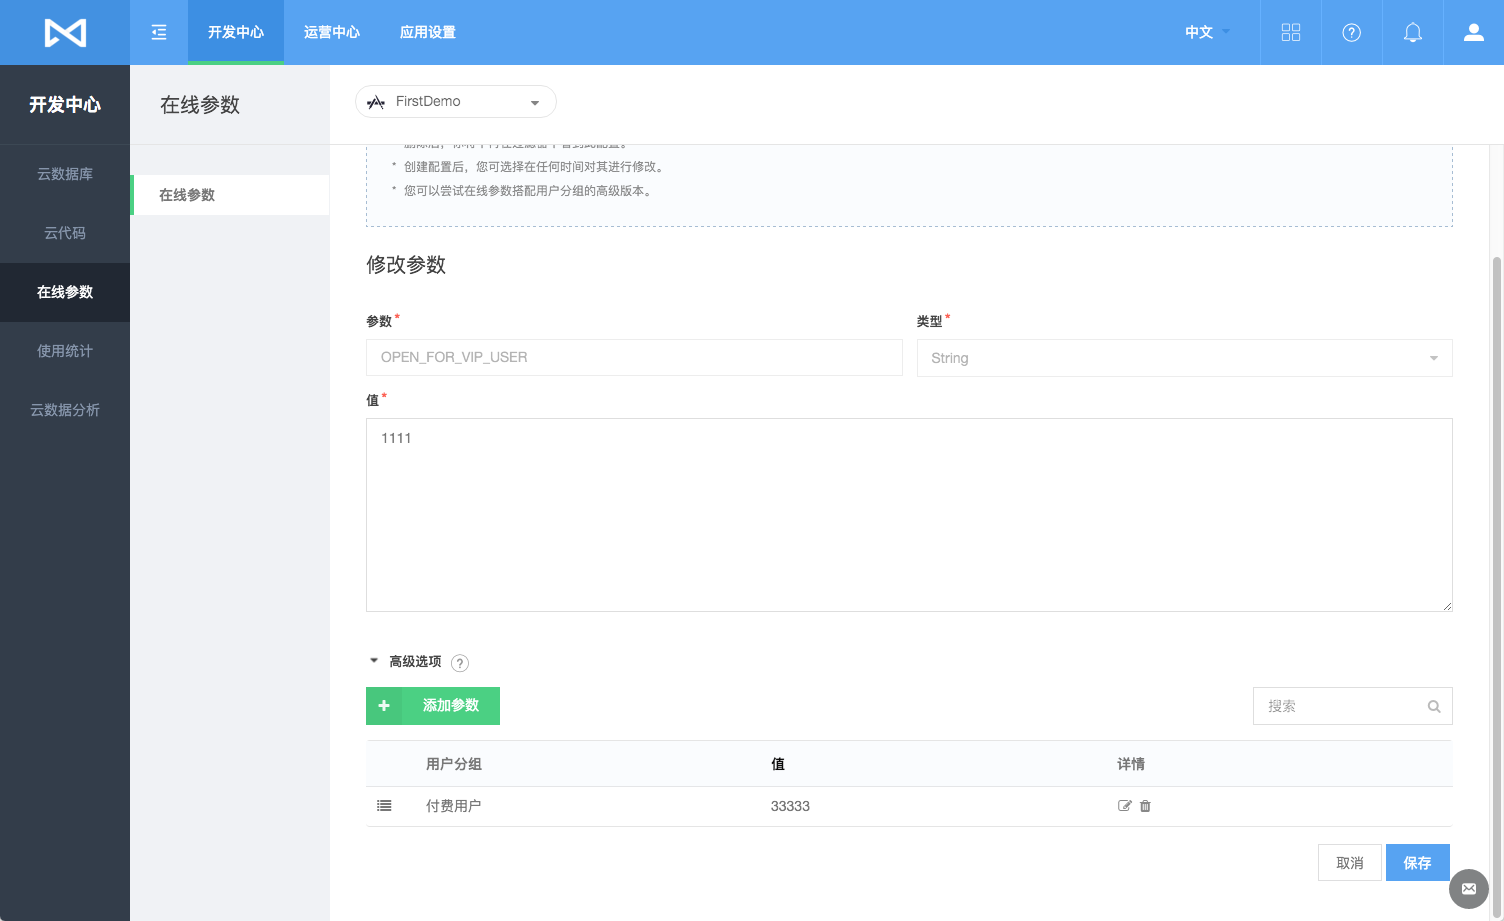 开发中心
运营中心
应用设置
中文
开发中心
云数据库
云代码
在线参数
使用统计
云数据分析
在线参数
在线参数
FirstDemo
* 创建配置后，您可选择在任何时间对其进行修改。
* 您可以尝试在线参数搭配用户分组的高级版本。
修改参数
参数*
类型*
OPEN_FOR_VIP_USER
String
值*
1111
高级选项 ?
+ 添加参数
搜索
用户分组 值 详情
付费用户 33333
取消
保存